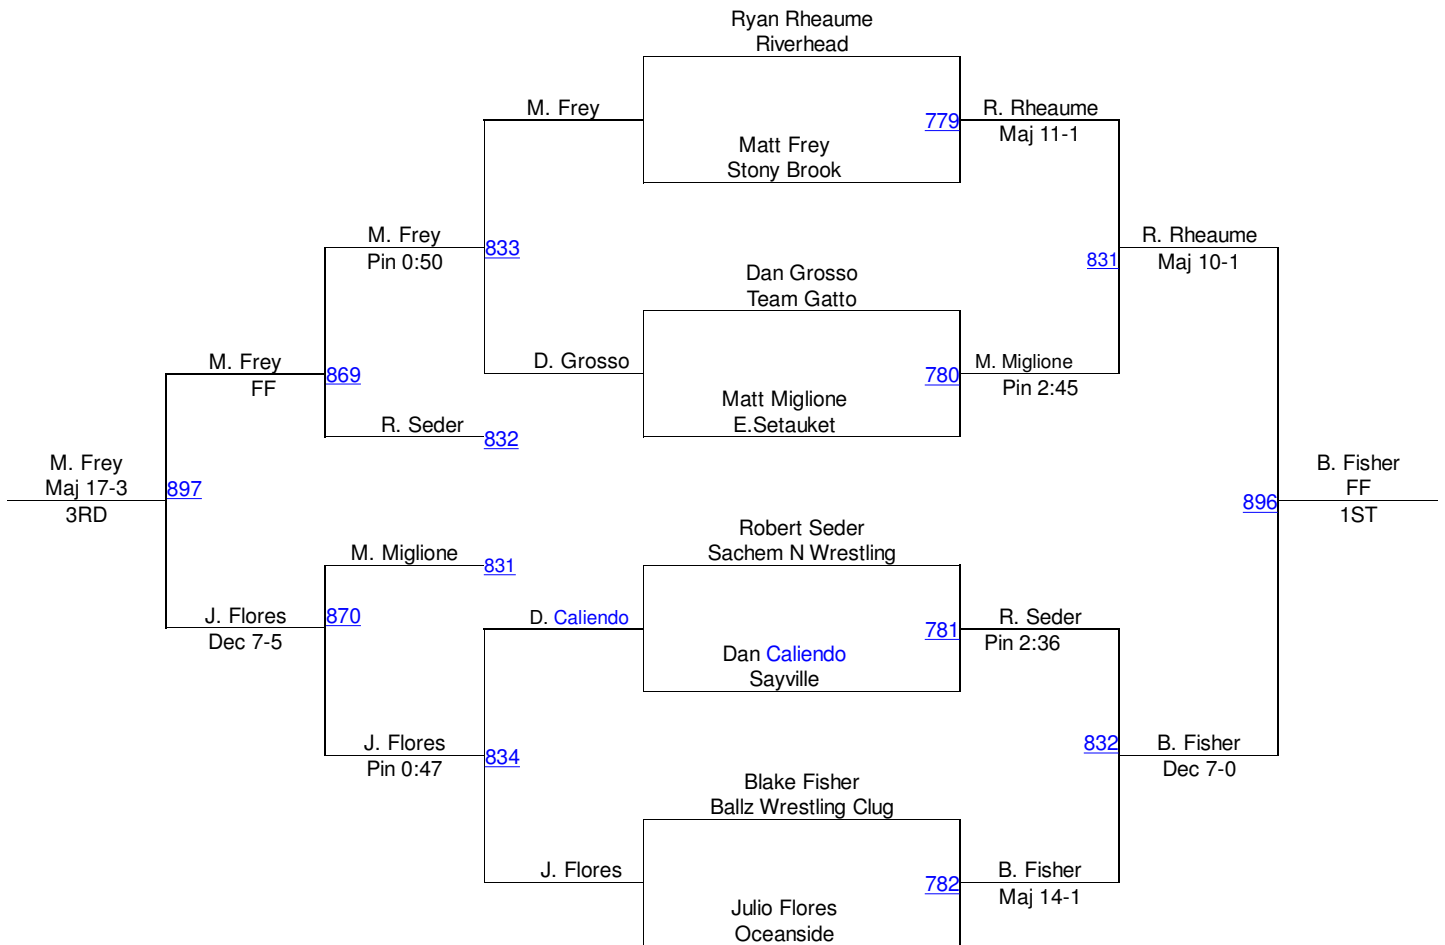 Ryan Rheaume
Riverhead
M. Frey
779
R. Rheaume
Maj 11-1
Matt Frey
Stony Brook
M. Frey
Pin 0:50
833
R. Rheaume
Maj 10-1
831
Dan Grosso
Team Gatto
M. Frey
FF
869
D. Grosso
780
M. Miglione
Pin 2:45
Matt Miglione
E.Setauket
R. Seder
832
M. Frey
Maj 17-3
3RD
897
B. Fisher
FF
1ST
896
Robert Seder
Sachem N Wrestling
M. Miglione
831
J. Flores
Dec 7-5
870
D. Caliendo
781
R. Seder
Pin 2:36
Dan Caliendo
Sayville
J. Flores
Pin 0:47
834
832
B. Fisher
Dec 7-0
Blake Fisher
Ballz Wrestling Clug
J. Flores
782
B. Fisher
Maj 14-1
Julio Flores
Oceanside